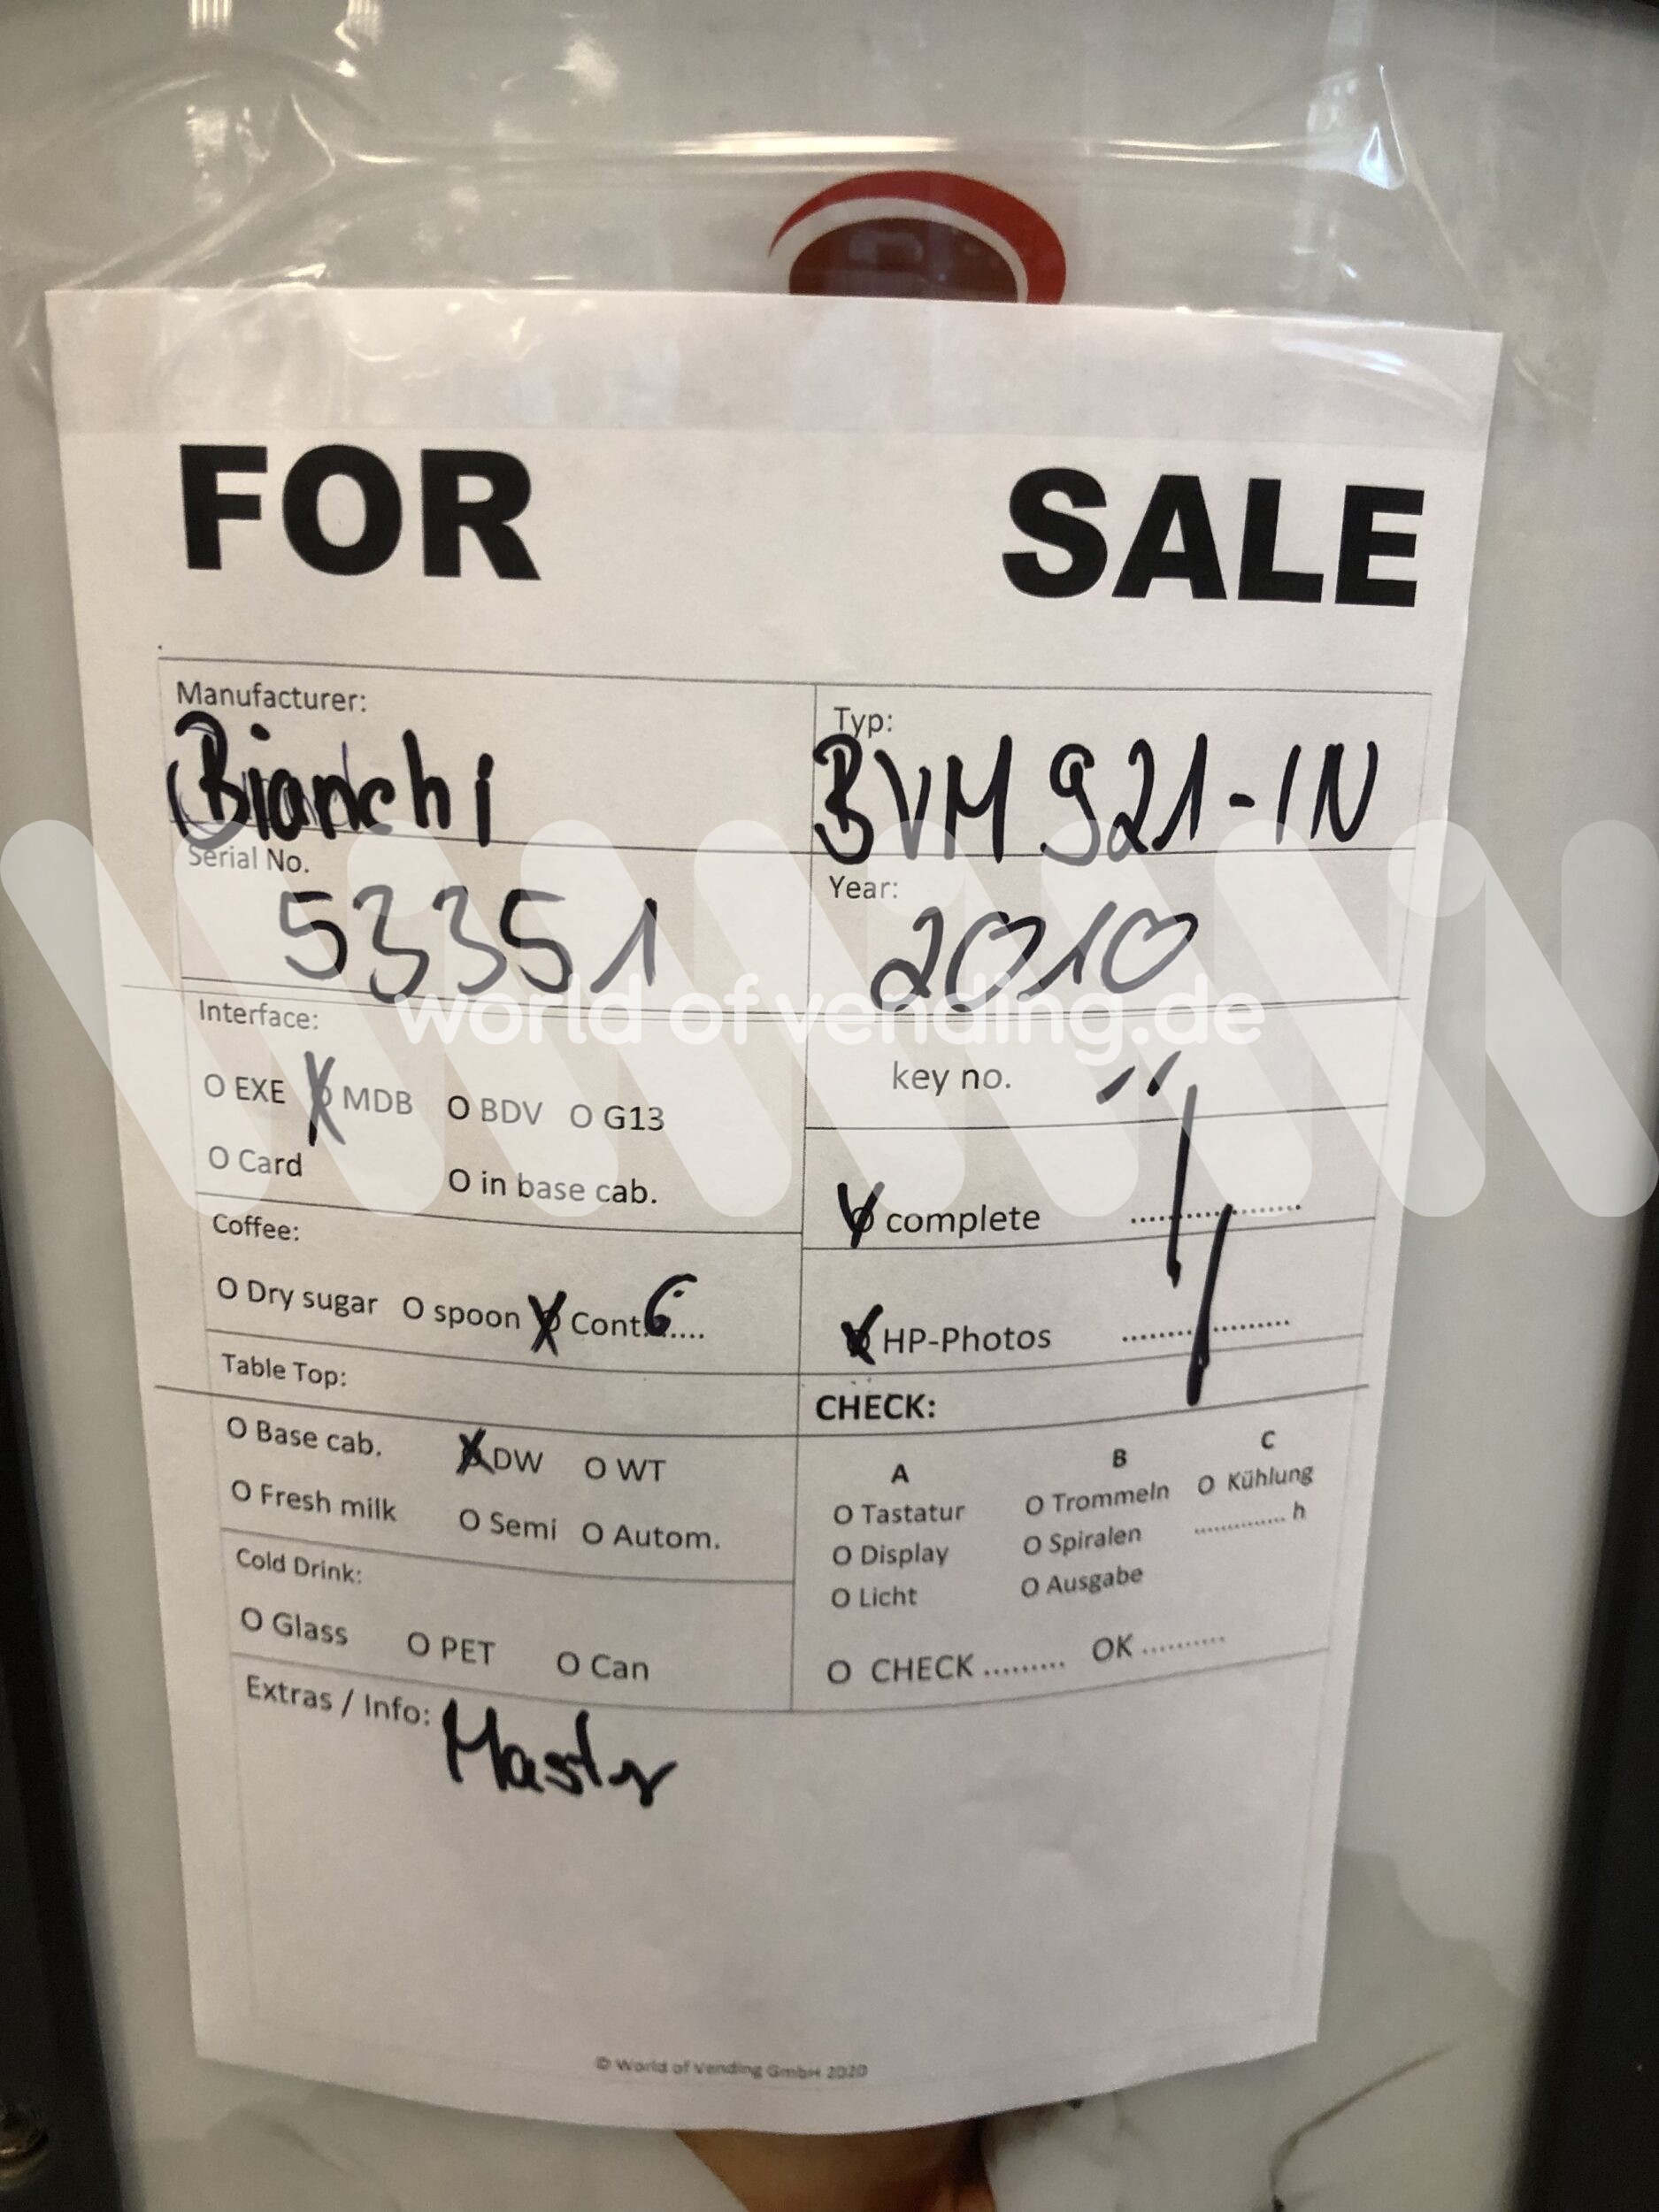 FOR SALE
Manufacturer: Typ:
Bianchi BVM 921-IN
Serial No. Year:
53351 2010
world of vending.de
Interface: key no. "
O EXE X MDB O BDV O G13
O Card O in base cab.
X complete ..................
Coffee:
O Dry sugar O spoon X Cont. 6 .....
X HP-Photos ..................
Table Top: CHECK:
O Base cab. X DW O WT
O Fresh milk O Semi O Autom.
A B C
O Tastatur O Trommeln O Kühlung
O Display O Spiralen .............. h
O Licht O Ausgabe
Cold Drink:
O Glass O PET O Can
O CHECK ......... OK ..........
Extras / Info: Master
© World of Vending GmbH 2020